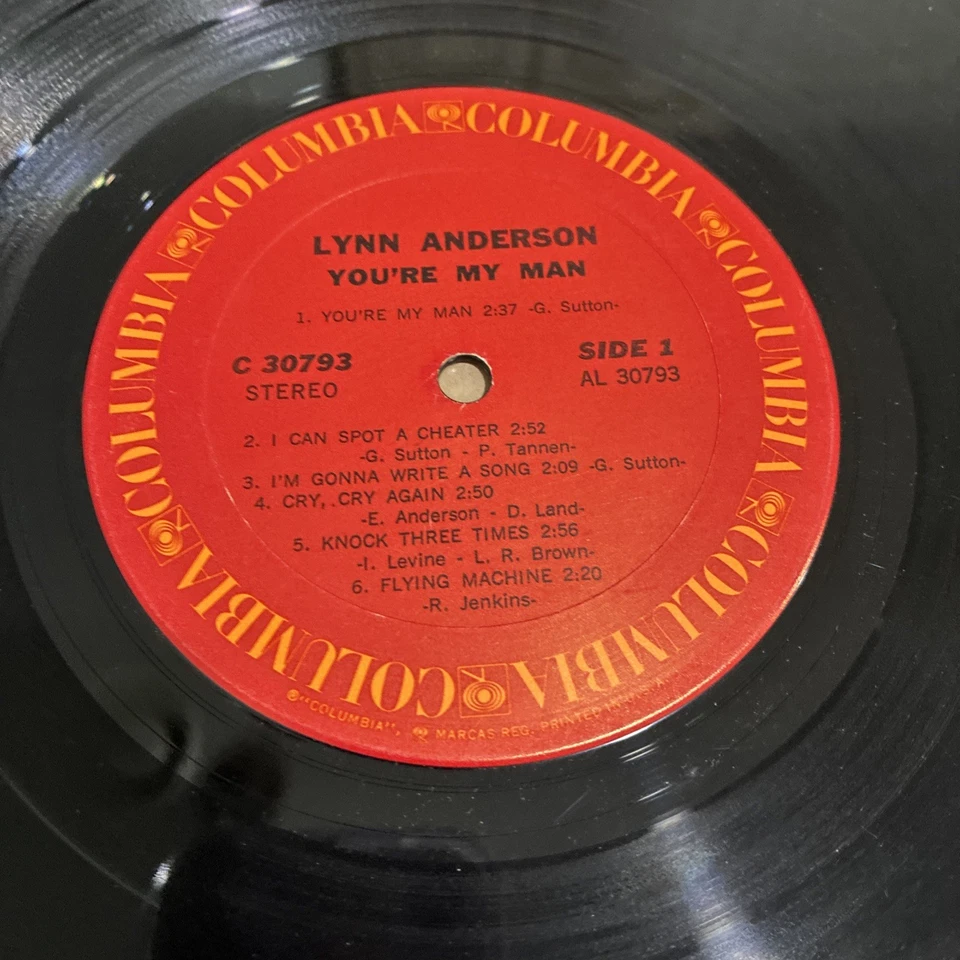 COLUMBIA COLUMBIA COLUMBIA COLUMBIA COLUMBIA COLUMBIA
LYNN ANDERSON
YOU'RE MY MAN
1. YOU'RE MY MAN 2:37 -G. Sutton-
C 30793
STEREO
SIDE 1
AL 30793
2. I CAN SPOT A CHEATER 2:52
-G. Sutton - P. Tannen-
3. I'M GONNA WRITE A SONG 2:09 -G. Sutton-
4. CRY, CRY AGAIN 2:50
-E. Anderson - D. Land-
5. KNOCK THREE TIMES 2:56
-I. Levine - L. R. Brown-
6. FLYING MACHINE 2:20
-R. Jenkins-
®"COLUMBIA", MARCAS REG. PRINTED IN U.S.A.